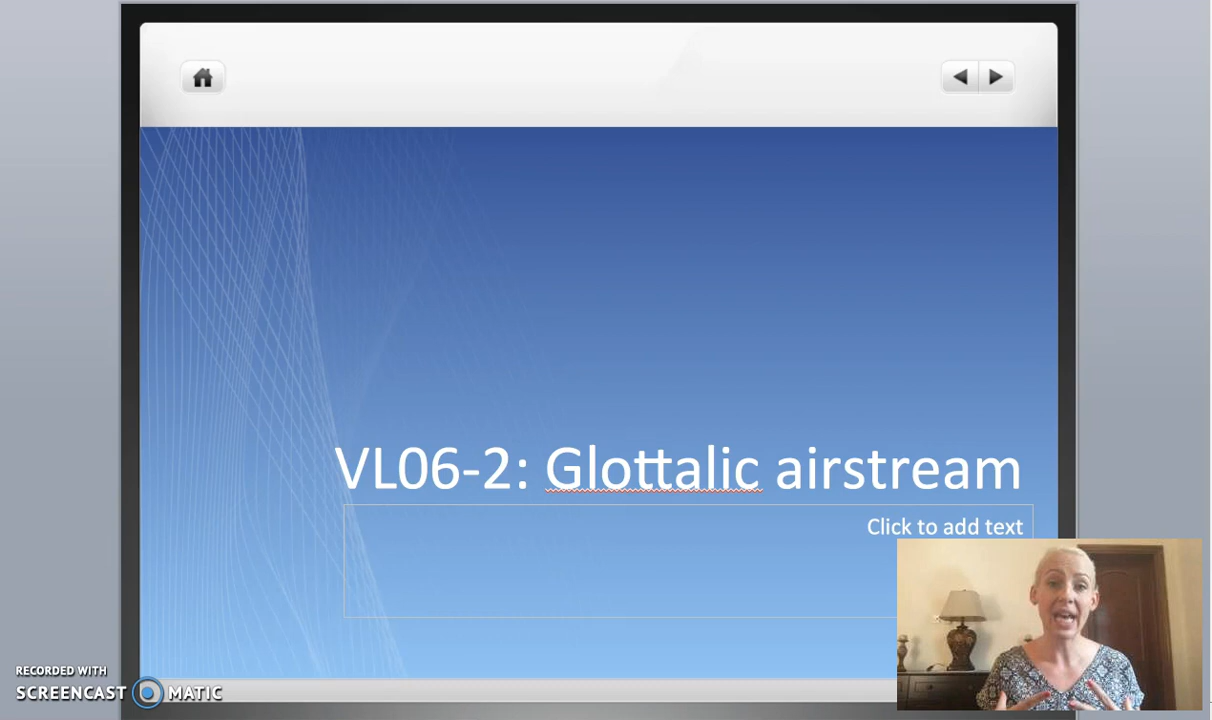 VL06-2: Glottalic airstream
Click to add text
RECORDED WITH
SCREENCAST MATIC